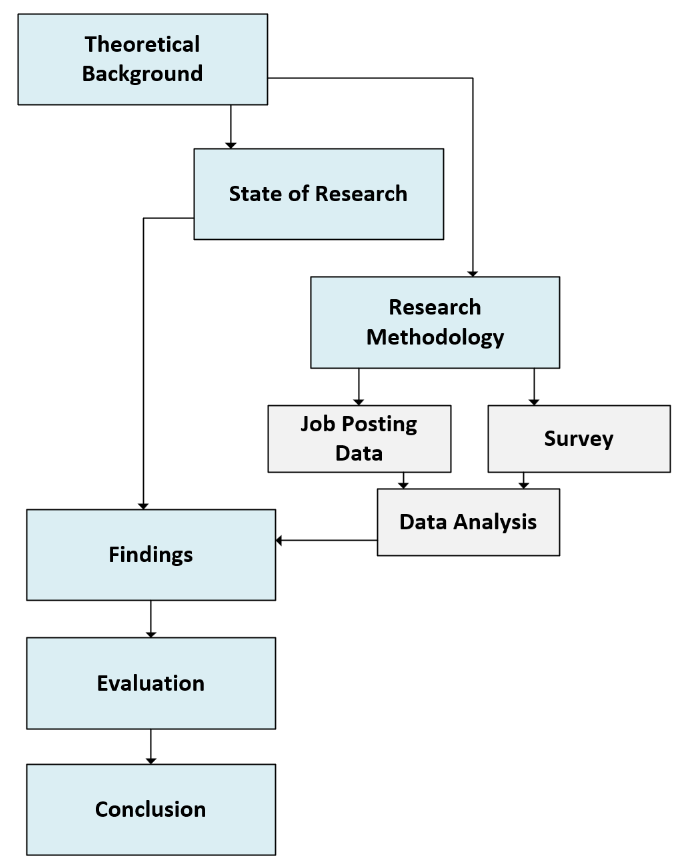 Theoretical
Background
State of Research
Research
Methodology
Job Posting
Data
Survey
Data Analysis
Findings
Evaluation
Conclusion